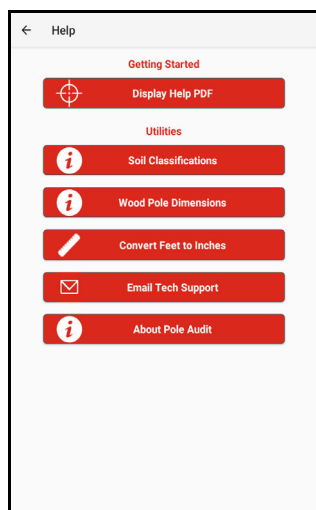 Help
Getting Started
Display Help PDF
Utilities
Soil Classifications
Wood Pole Dimensions
Convert Feet to Inches
Email Tech Support
About Pole Audit